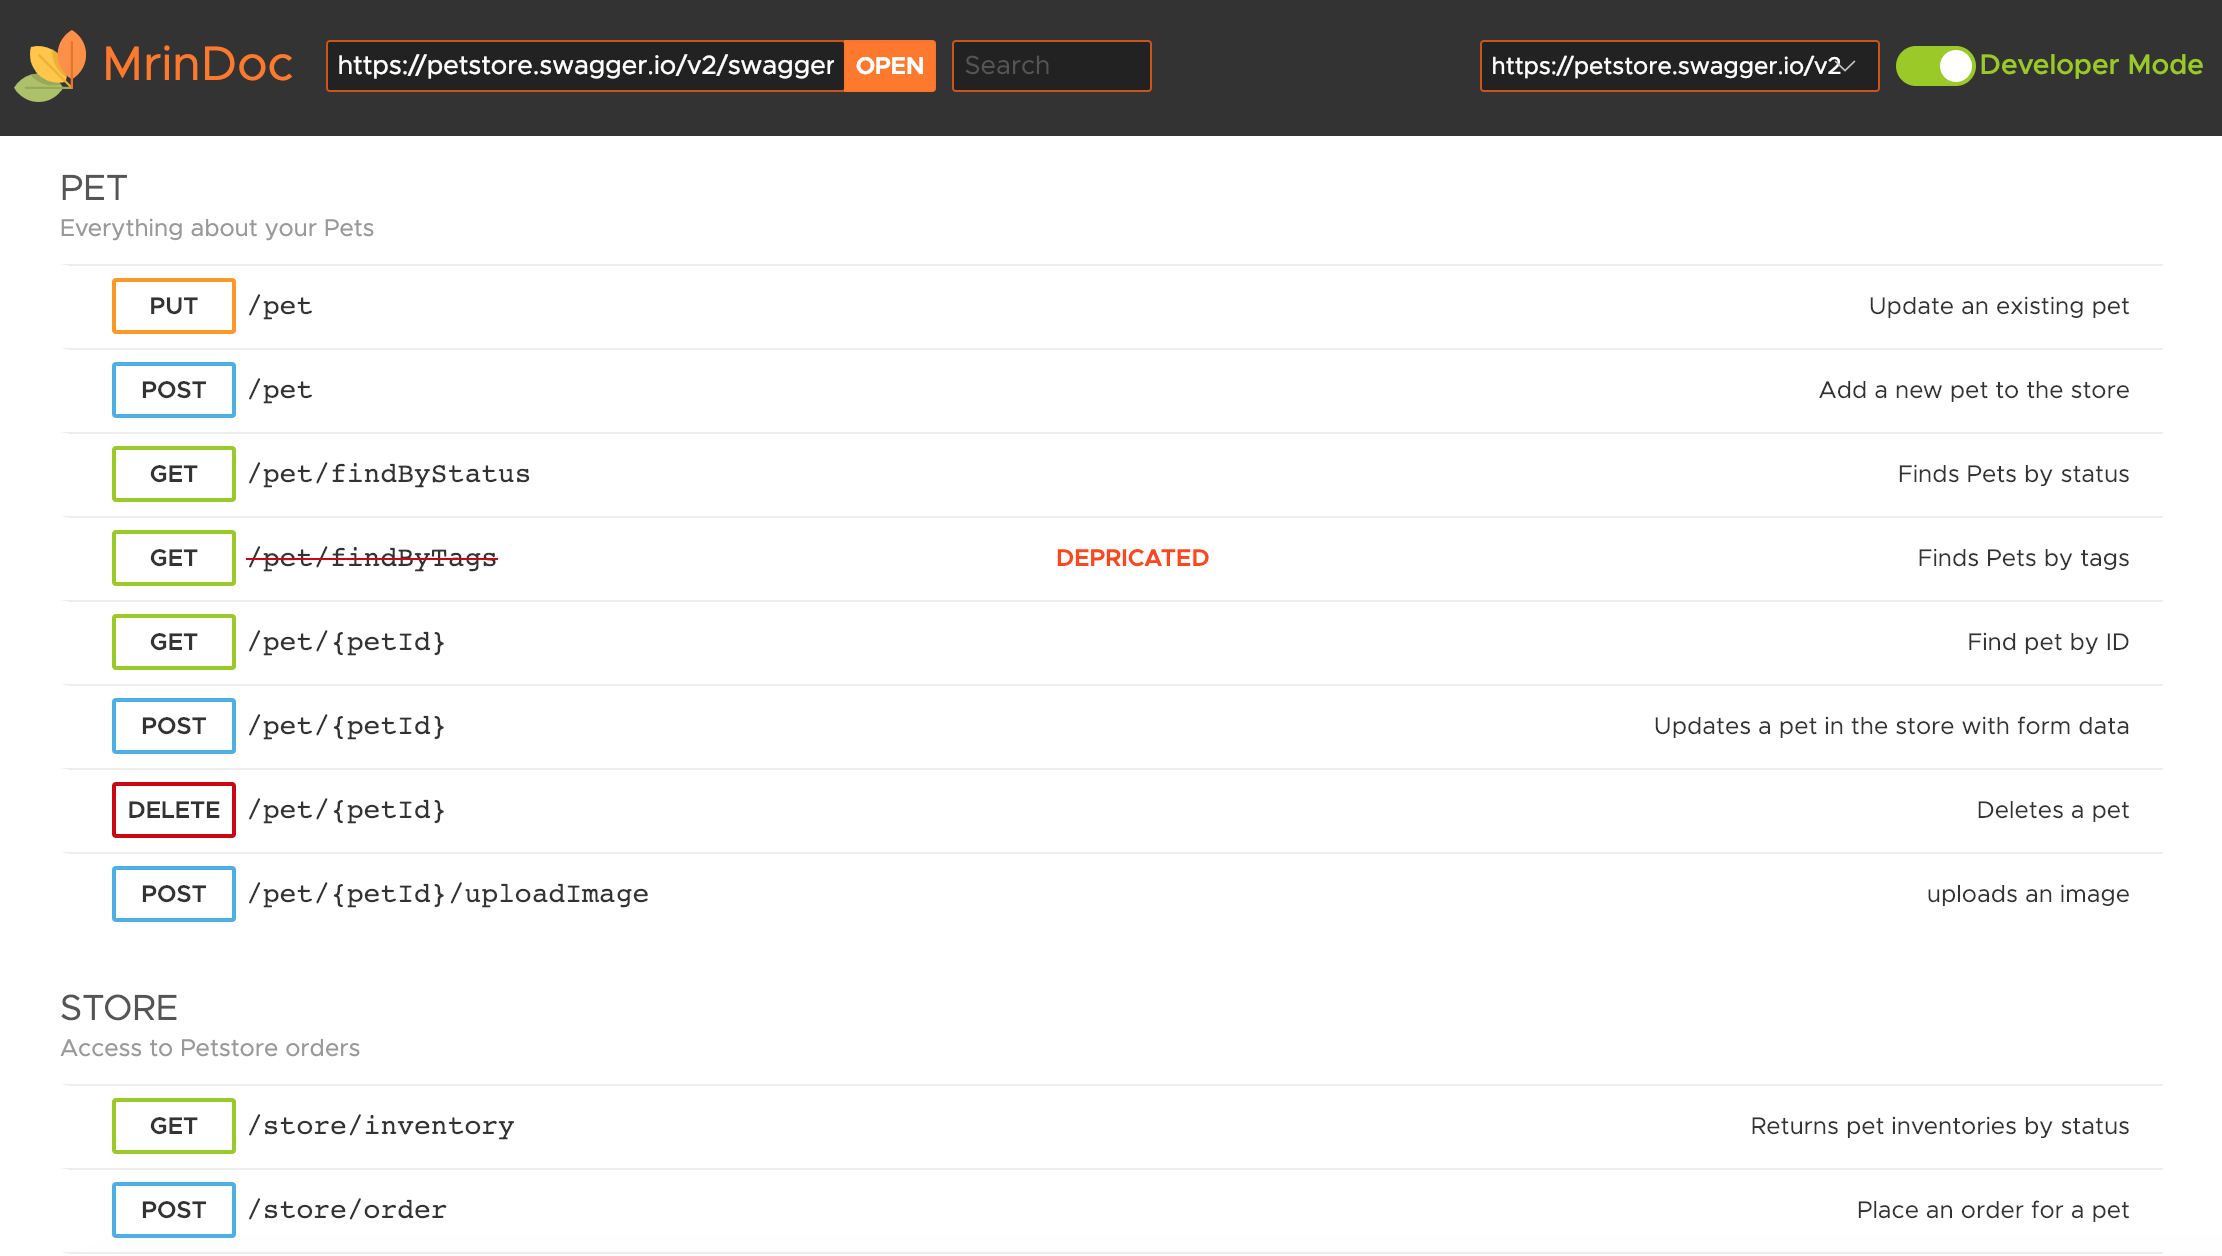 MrinDoc https://petstore.swagger.io/v2/swagger OPEN Search https://petstore.swagger.io/v2 Developer Mode
PET
Everything about your Pets
PUT /pet Update an existing pet
POST /pet Add a new pet to the store
GET /pet/findByStatus Finds Pets by status
GET /pet/findByTags DEPRICATED Finds Pets by tags
GET /pet/{petId} Find pet by ID
POST /pet/{petId} Updates a pet in the store with form data
DELETE /pet/{petId} Deletes a pet
POST /pet/{petId}/uploadImage uploads an image
STORE
Access to Petstore orders
GET /store/inventory Returns pet inventories by status
POST /store/order Place an order for a pet